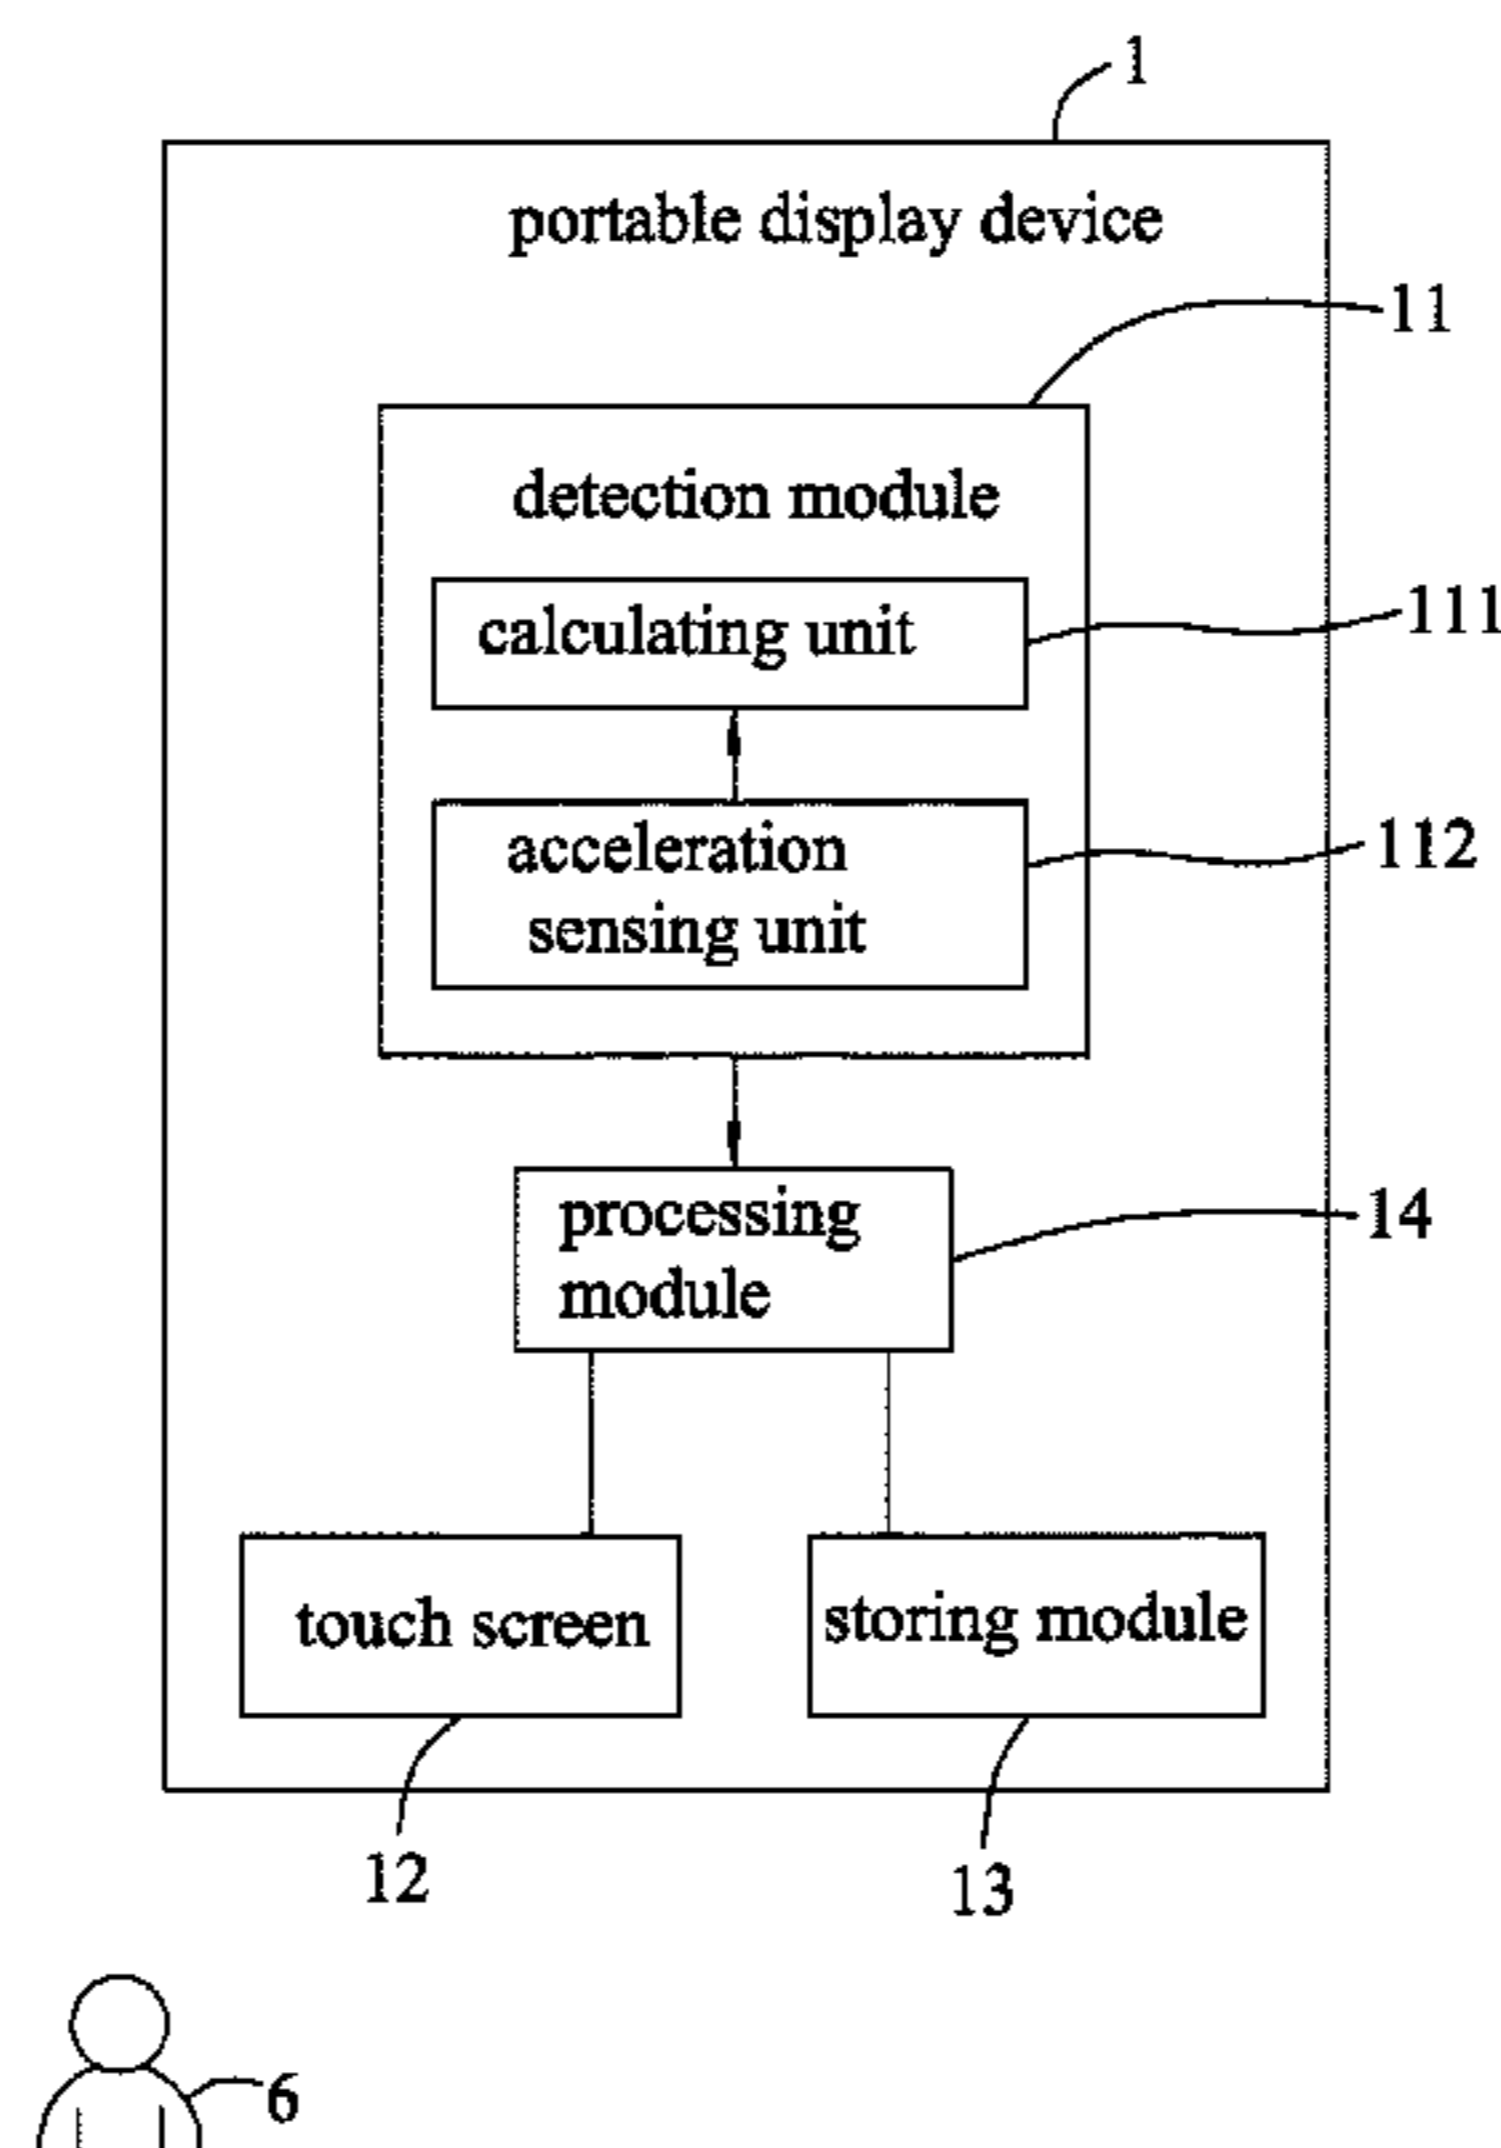 1
portable display device
11
detection module
calculating unit
111
acceleration
sensing unit
112
processing
module
14
touch screen
storing module
12
13
6